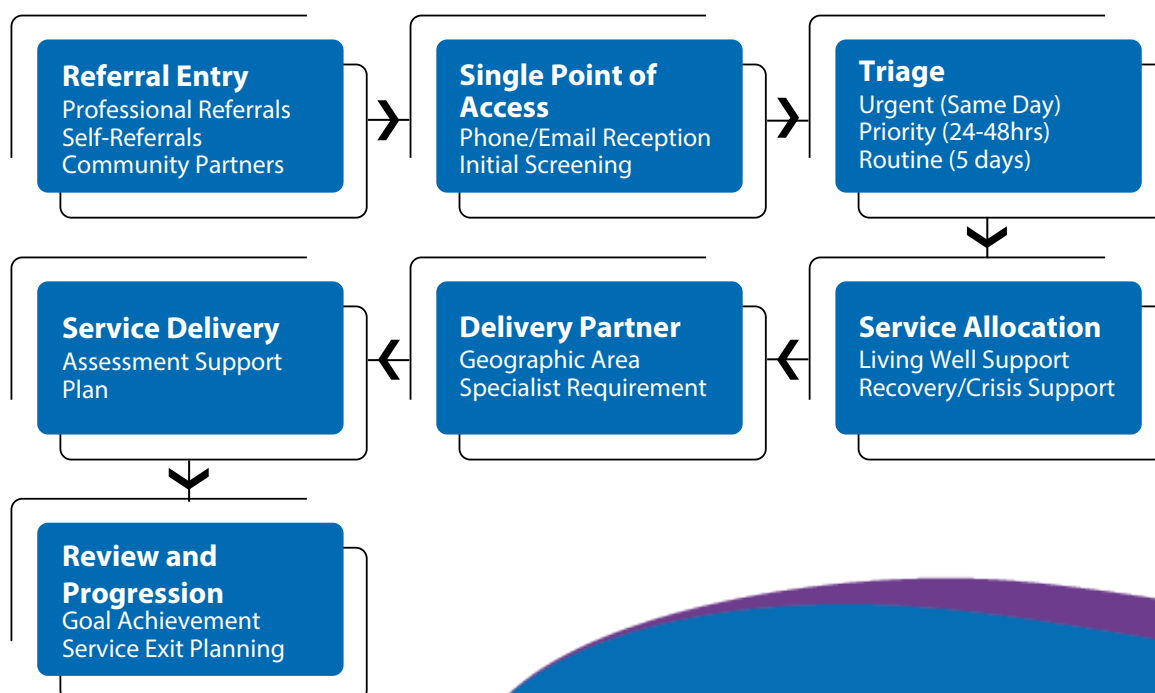 Referral Entry
Professional Referrals
Self-Referrals
Community Partners
Single Point of
Access
Phone/Email Reception
Initial Screening
Triage
Urgent (Same Day)
Priority (24-48hrs)
Routine (5 days)
Service Allocation
Living Well Support
Recovery/Crisis Support
Delivery Partner
Geographic Area
Specialist Requirement
Service Delivery
Assessment Support
Plan
Review and
Progression
Goal Achievement
Service Exit Planning